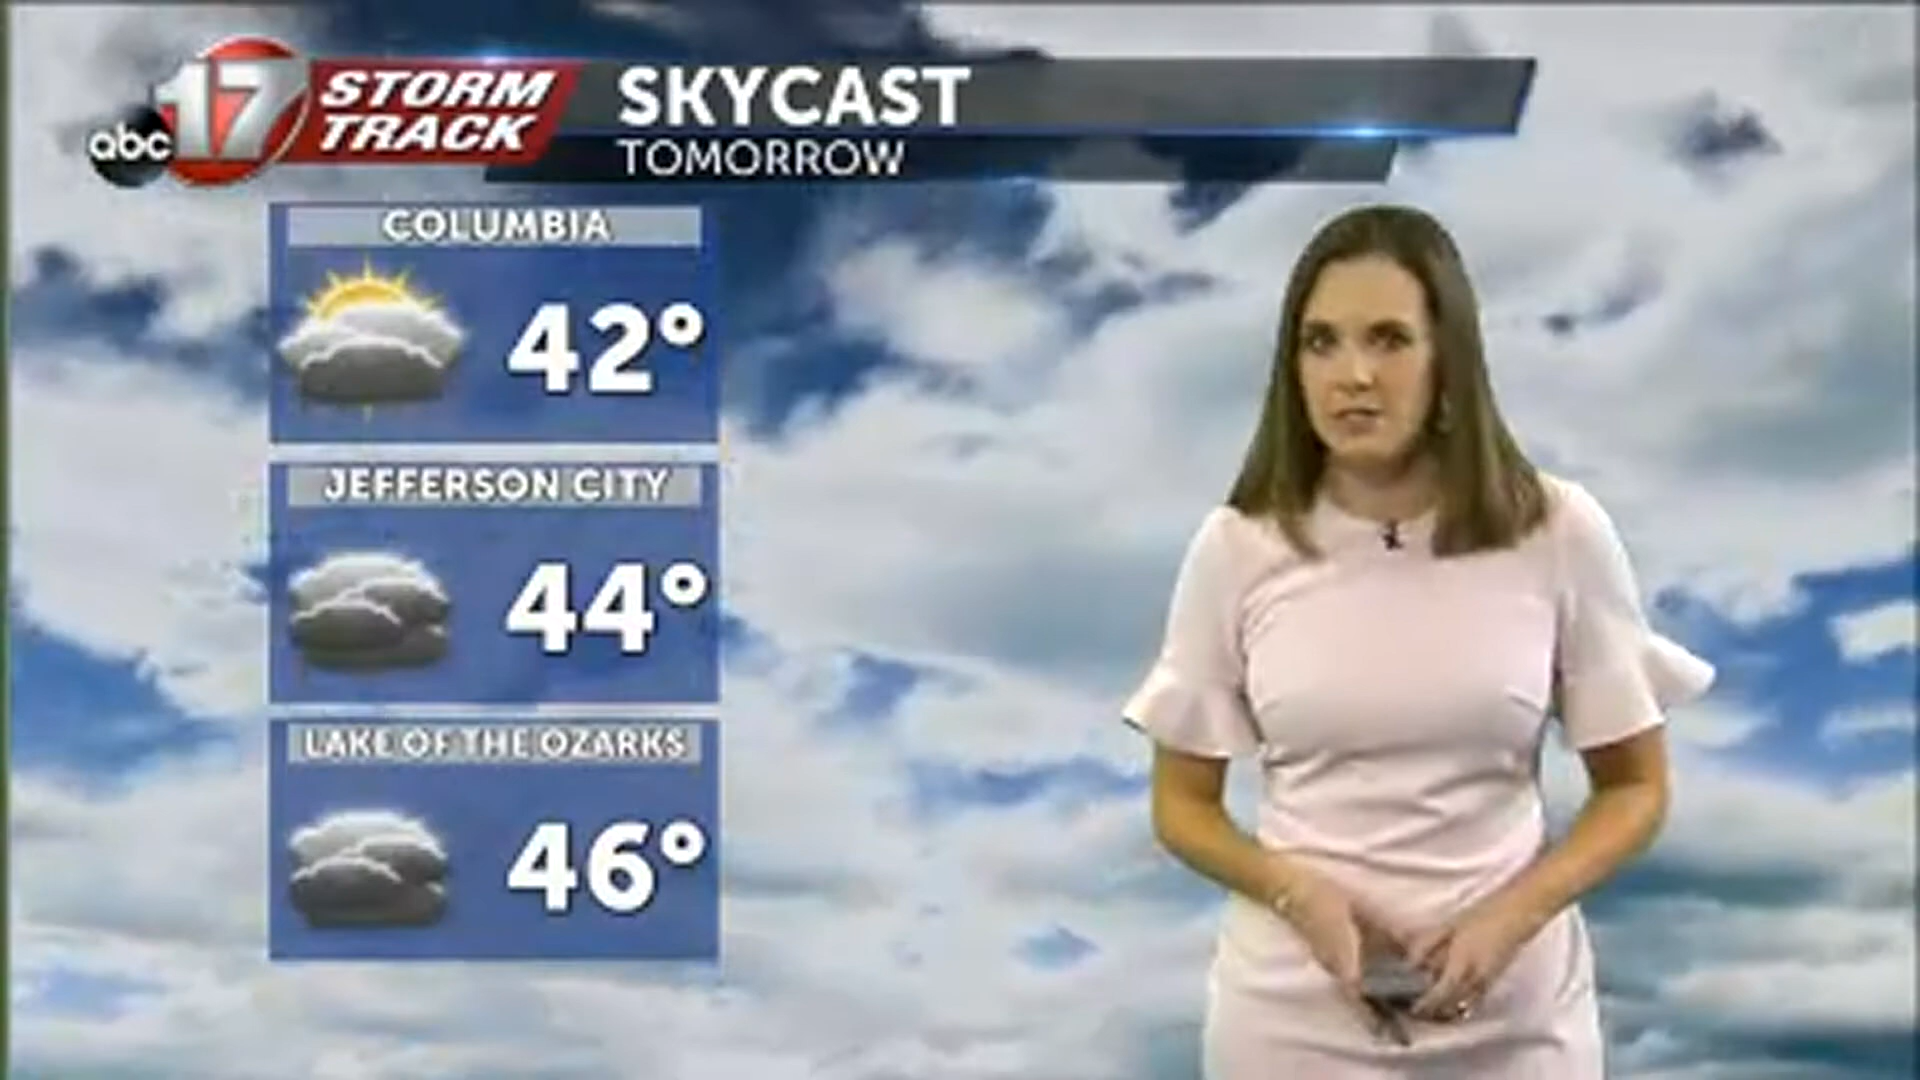 abc 17 STORM TRACK
SKYCAST
TOMORROW
COLUMBIA
42°
JEFFERSON CITY
44°
LAKE OF THE OZARKS
46°